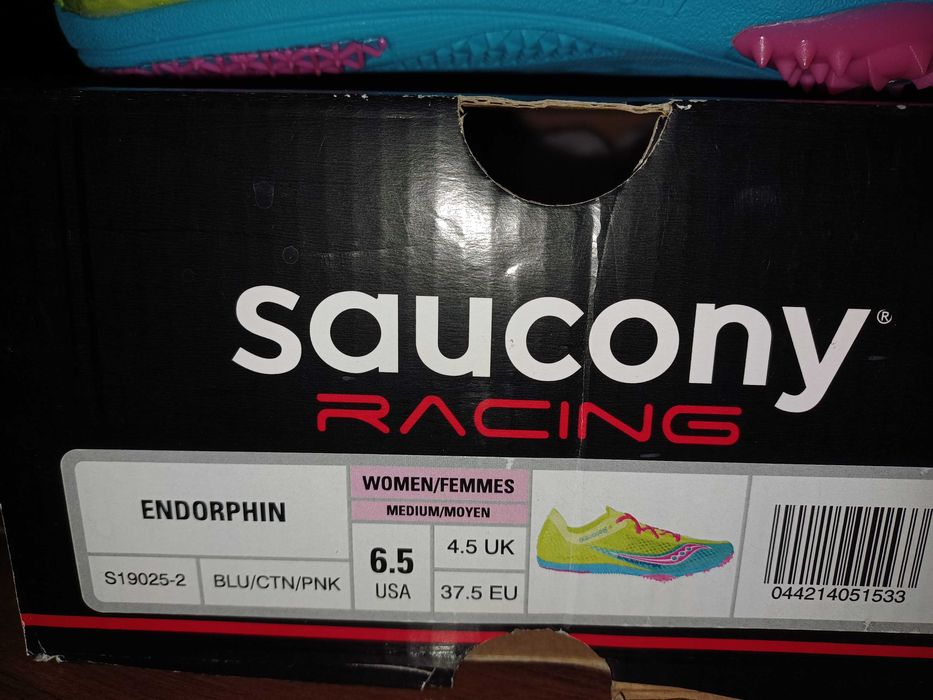 saucony®
RACING
ENDORPHIN
S19025-2
BLU/CTN/PNK
WOMEN/FEMMES
MEDIUM/MOYEN
6.5
USA
4.5 UK
37.5 EU
saucony
044214051533